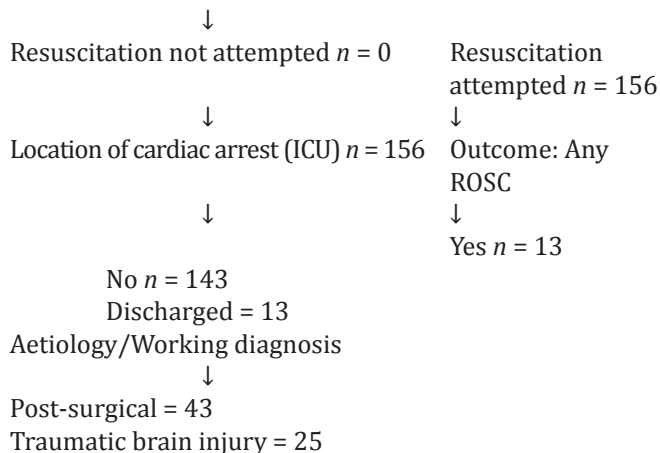 ↓
Resuscitation not attempted n = 0
Resuscitation
attempted n = 156
↓
↓
Location of cardiac arrest (ICU) n = 156
Outcome: Any
ROSC
↓
↓
Yes n = 13
No n = 143
Discharged = 13
Aetiology/Working diagnosis
↓
Post-surgical = 43
Traumatic brain injury = 25